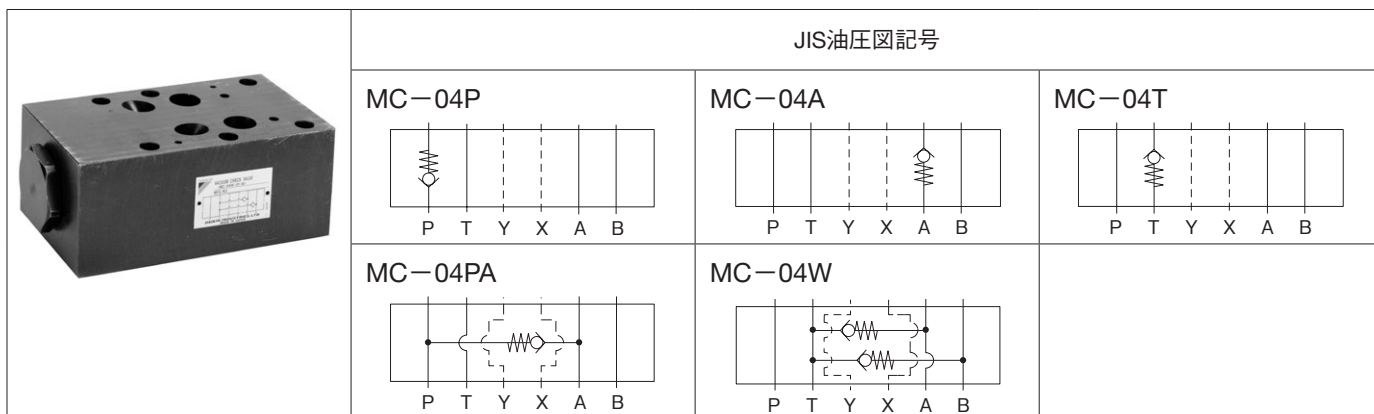 JIS油圧図記号
MC−04P
P T Y X A B
MC−04A
P T Y X A B
MC−04T
P T Y X A B
MC−04PA
P T Y X A B
MC−04W
P T Y X A B